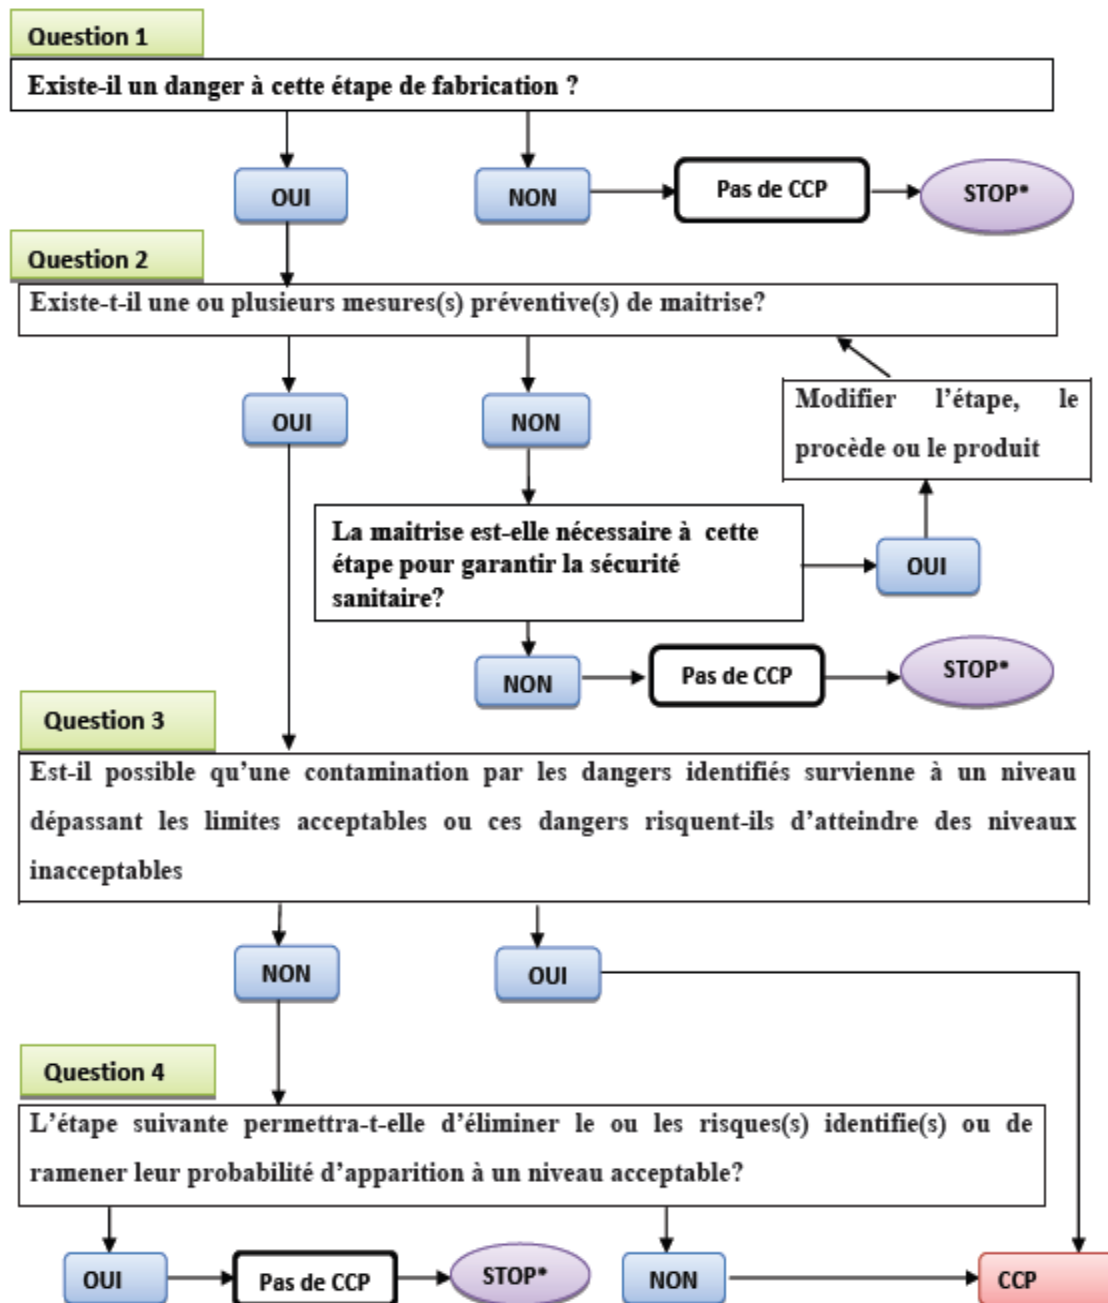 Question 1
Existe-il un danger à cette étape de fabrication ?
OUI
NON
Pas de CCP
STOP*
Question 2
Existe-t-il une ou plusieurs mesures(s) préventive(s) de maitrise?
OUI
NON
Modifier l'étape, le
procède ou le produit
La maitrise est-elle nécessaire à cette
étape pour garantir la sécurité
sanitaire?
OUI
NON
Pas de CCP
STOP*
Question 3
Est-il possible qu'une contamination par les dangers identifiés survienne à un niveau
dépassant les limites acceptables ou ces dangers risquent-ils d'atteindre des niveaux
inacceptables
NON
OUI
Question 4
L'étape suivante permettra-t-elle d'éliminer le ou les risques(s) identifie(s) ou de
ramener leur probabilité d'apparition à un niveau acceptable?
OUI
Pas de CCP
STOP*
NON
CCP